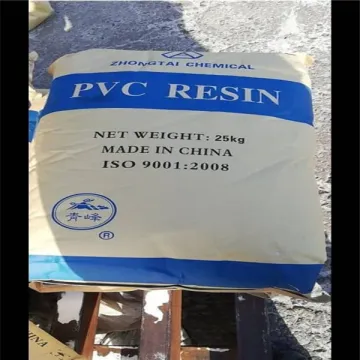 ZHONGTAI CHEMICAL
PVC RESIN
NET WEIGHT: 25kg
MADE IN CHINA
ISO 9001:2008
青峰
®